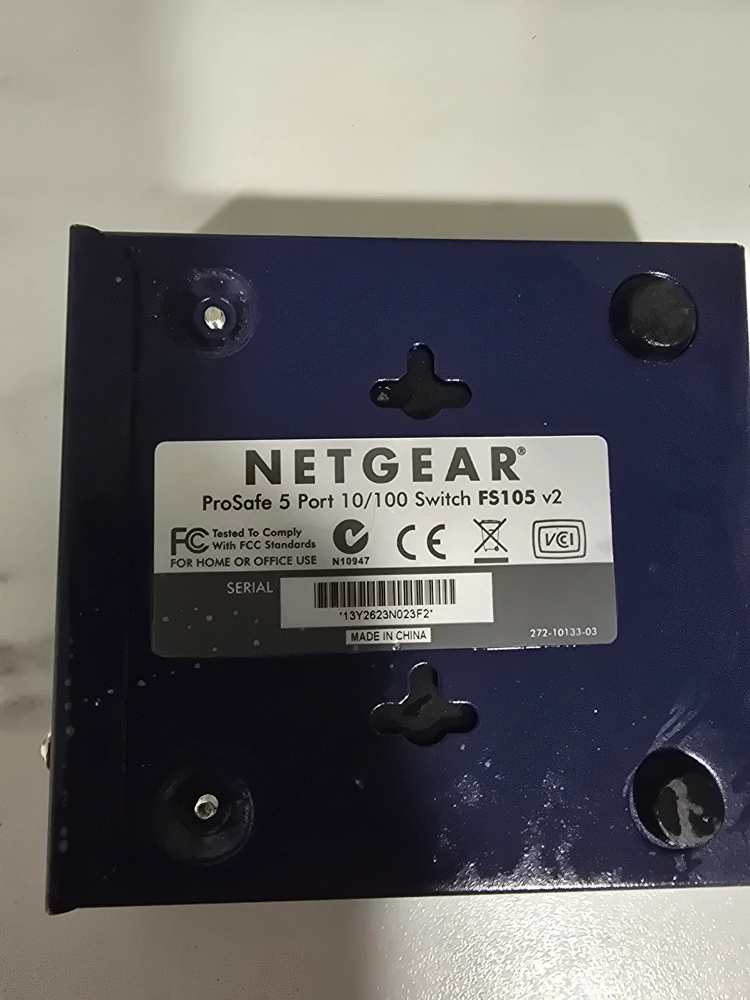 NETGEAR®
ProSafe 5 Port 10/100 Switch FS105 v2
FC Tested To Comply
With FCC Standards
FOR HOME OR OFFICE USE
N10947
CE
VCI
SERIAL
*13Y2623N023F2*
MADE IN CHINA
272-10133-03